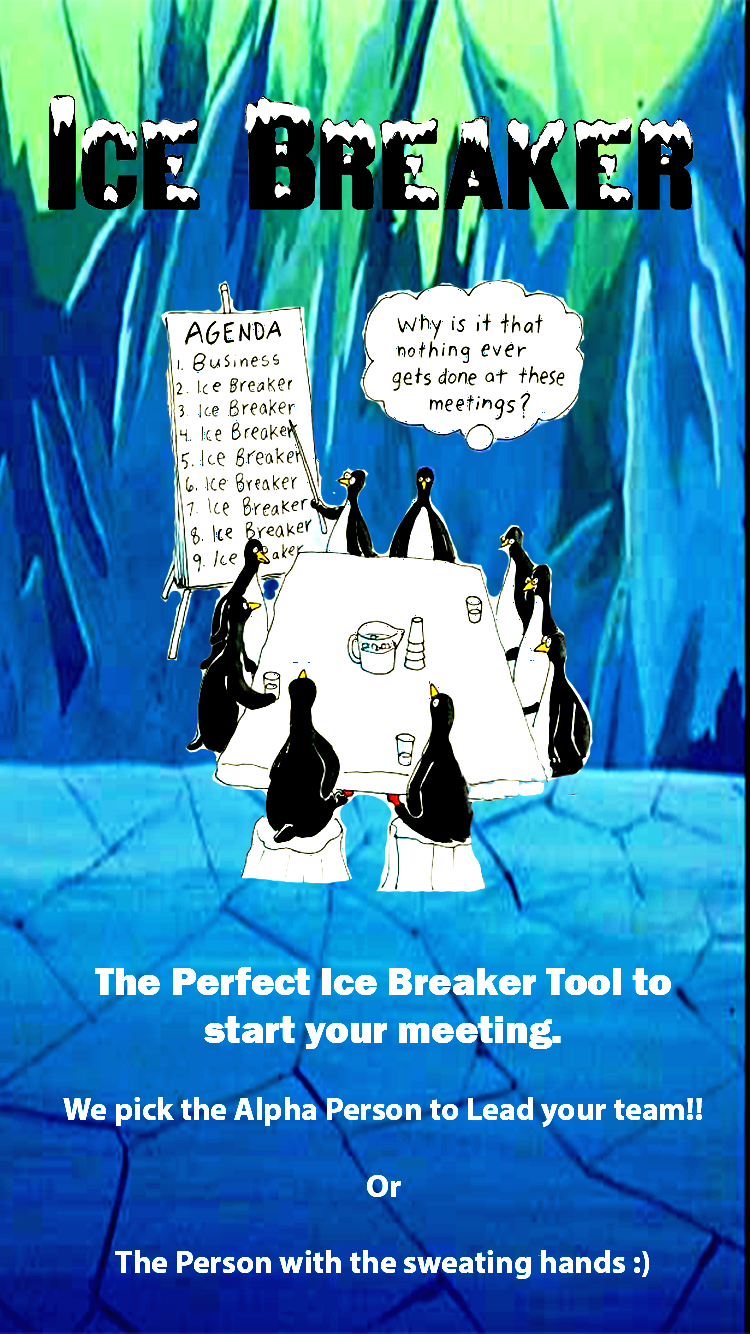 ICE BREAKER
AGENDA
1. Business
2. Ice Breaker
3. Ice Breaker
4. Ice Breaker
5. Ice Breaker
6. Ice Breaker
7. Ice Breaker
8. Ice Breaker
9. Ice aker
Why is it that
nothing ever
gets done at these
meetings?
The Perfect Ice Breaker Tool to
start your meeting.
We pick the Alpha Person to Lead your team!!
Or
The Person with the sweating hands :)